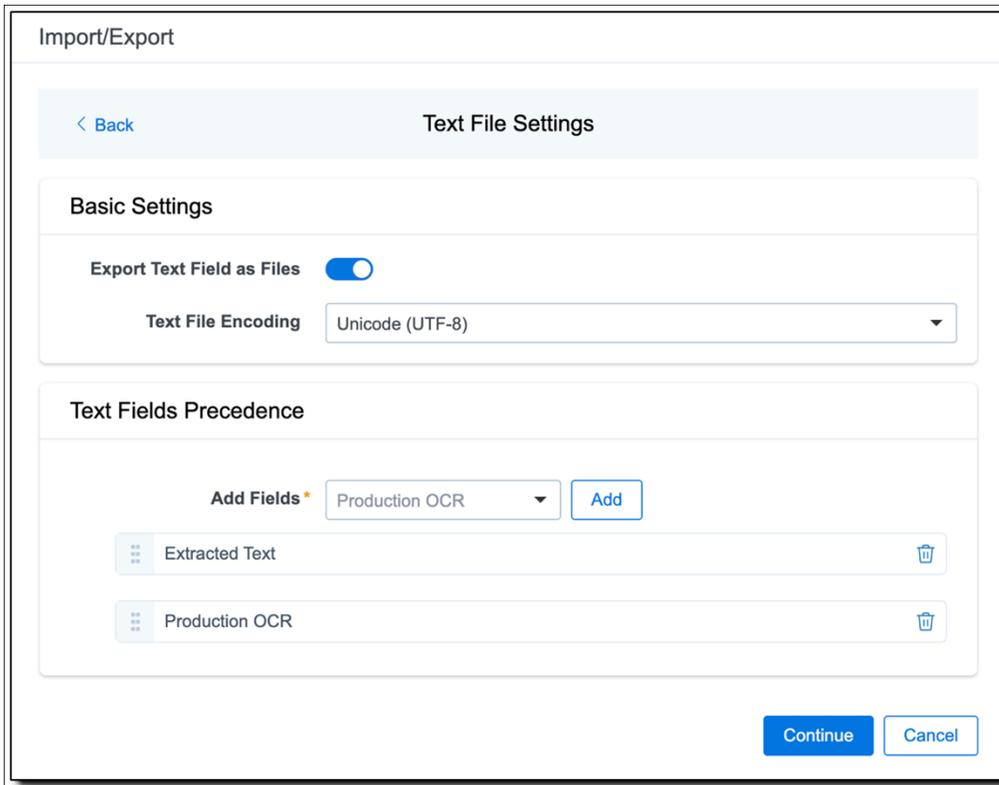 Import/Export
Back
Text File Settings
Basic Settings
Export Text Field as Files
Text File Encoding
Unicode (UTF-8)
Text Fields Precedence
Add Fields*
Production OCR
Add
Extracted Text
Production OCR
Continue
Cancel